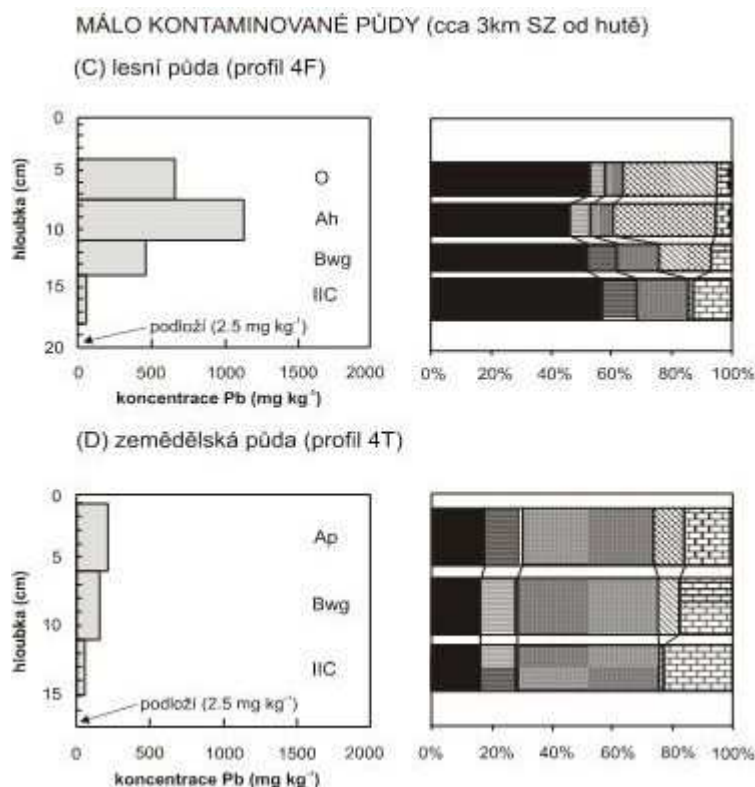 MÁLO KONTAMINOVANÉ PŮDY (cca 3km SZ od hutě)
(C) lesní půda (profil 4F)
hloubka (cm)
0
5
10
15
20
O
Ah
Bwg
IIC
podloží (2.5 mg kg⁻¹)
0 500 1000 1500 2000
koncentrace Pb (mg kg⁻¹)
0% 20% 40% 60% 80% 100%
(D) zemědělská půda (profil 4T)
hloubka (cm)
0
5
10
15
Ap
Bwg
IIC
podloží (2.5 mg kg⁻¹)
0 500 1000 1500 2000
koncentrace Pb (mg kg⁻¹)
0% 20% 40% 60% 80% 100%